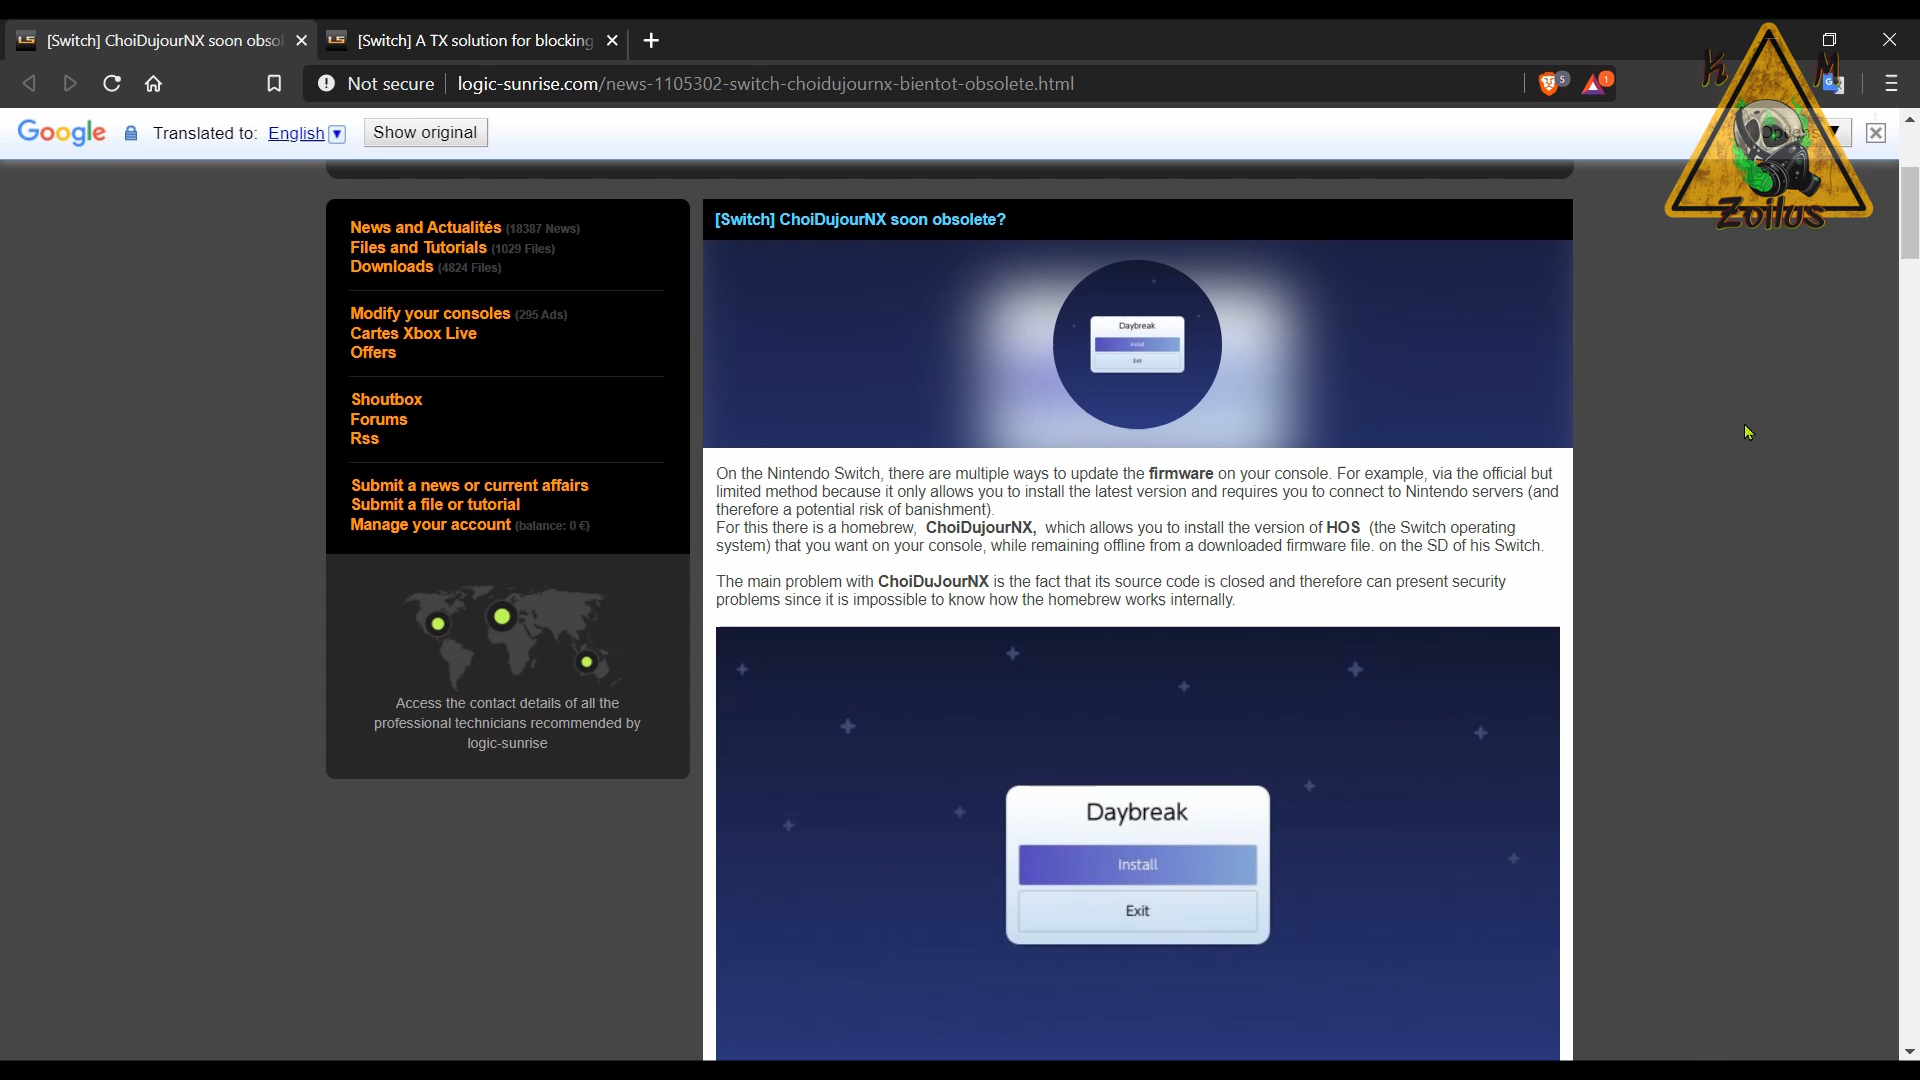 [Switch] ChoiDujourNX soon obsol
[Switch] A TX solution for blocking
Not secure
logic-sunrise.com/news-1105302-switch-choidujournx-bientot-obsolete.html
5
1
K M
Zoilus
Google Translated to: English Show original
Options
News and Actualités (18387 News)
Files and Tutorials (1029 Files)
Downloads (4824 Files)
Modify your consoles (295 Ads)
Cartes Xbox Live
Offers
Shoutbox
Forums
Rss
Submit a news or current affairs
Submit a file or tutorial
Manage your account (balance: 0 €)
Access the contact details of all the
professional technicians recommended by
logic-sunrise
[Switch] ChoiDujourNX soon obsolete?
Daybreak
Install
Exit
On the Nintendo Switch, there are multiple ways to update the firmware on your console. For example, via the official but
limited method because it only allows you to install the latest version and requires you to connect to Nintendo servers (and
therefore a potential risk of banishment).
For this there is a homebrew, ChoiDujourNX, which allows you to install the version of HOS (the Switch operating
system) that you want on your console, while remaining offline from a downloaded firmware file. on the SD of his Switch.
The main problem with ChoiDuJourNX is the fact that its source code is closed and therefore can present security
problems since it is impossible to know how the homebrew works internally.
Daybreak
Install
Exit